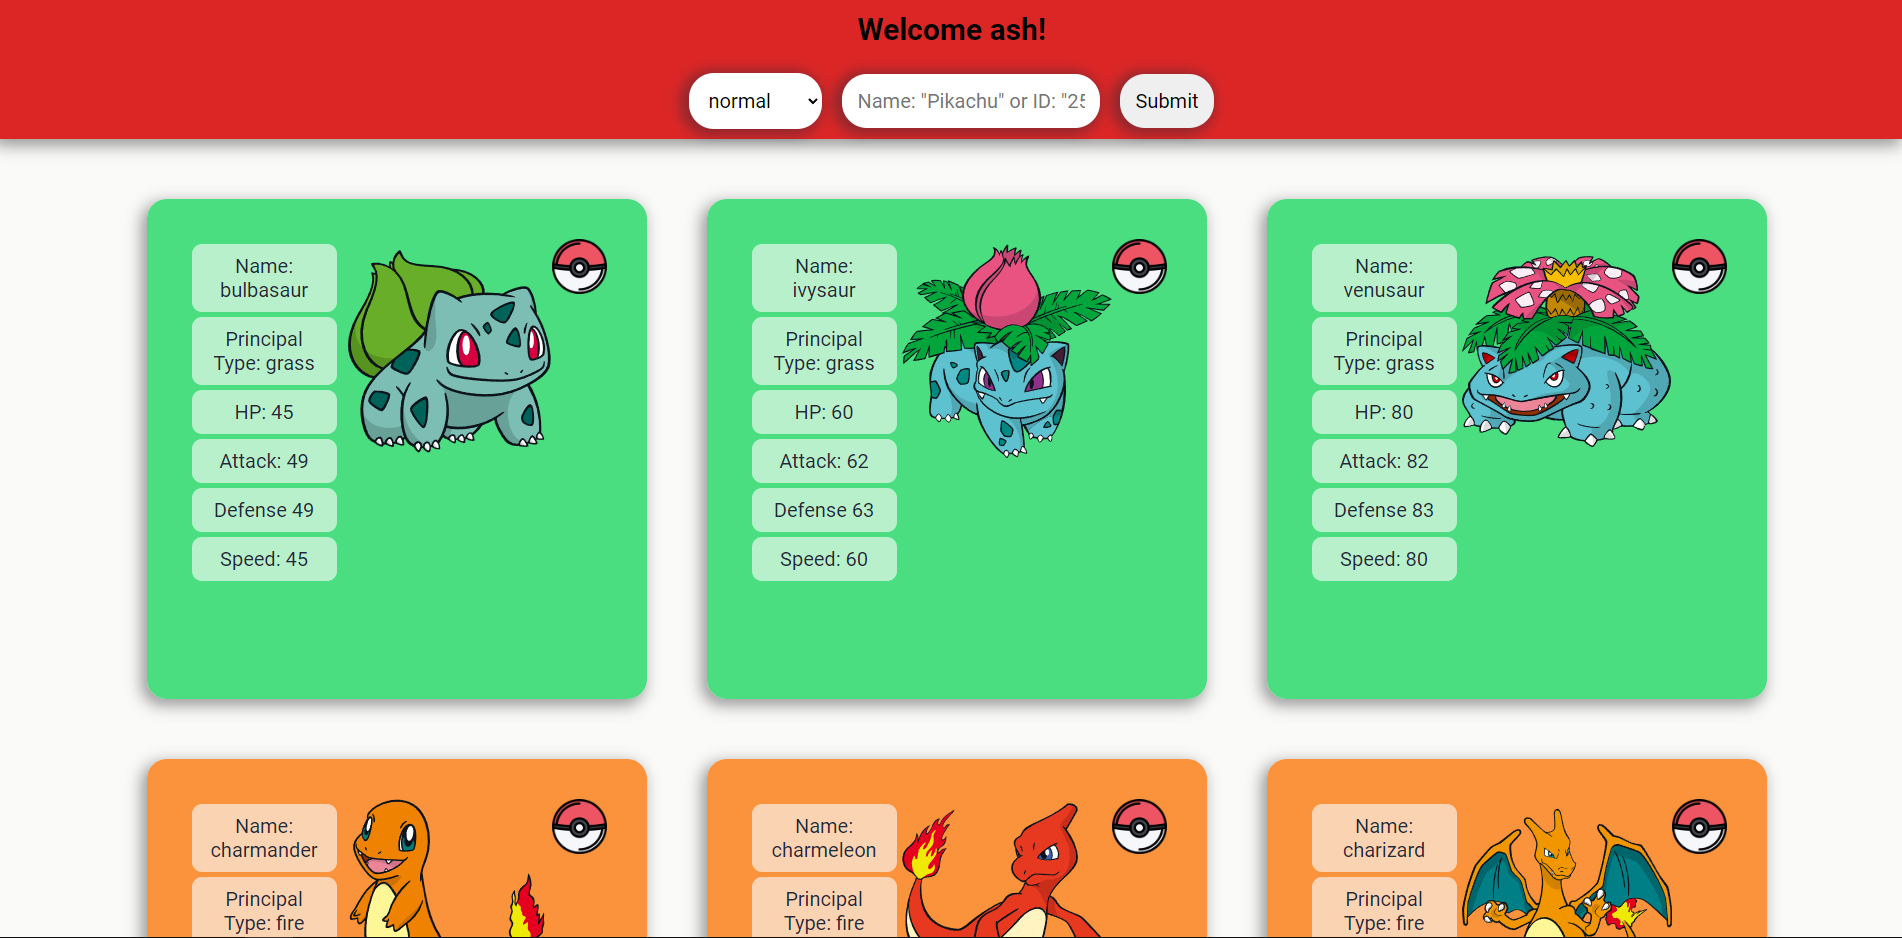 Welcome ash!
normal
Name: "Pikachu" or ID: "25
Submit
Name:
bulbasaur
Principal
Type: grass
HP: 45
Attack: 49
Defense 49
Speed: 45
Name:
ivysaur
Principal
Type: grass
HP: 60
Attack: 62
Defense 63
Speed: 60
Name:
venusaur
Principal
Type: grass
HP: 80
Attack: 82
Defense 83
Speed: 80
Name:
charmander
Principal
Type: fire
Name:
charmeleon
Principal
Type: fire
Name:
charizard
Principal
Type: fire